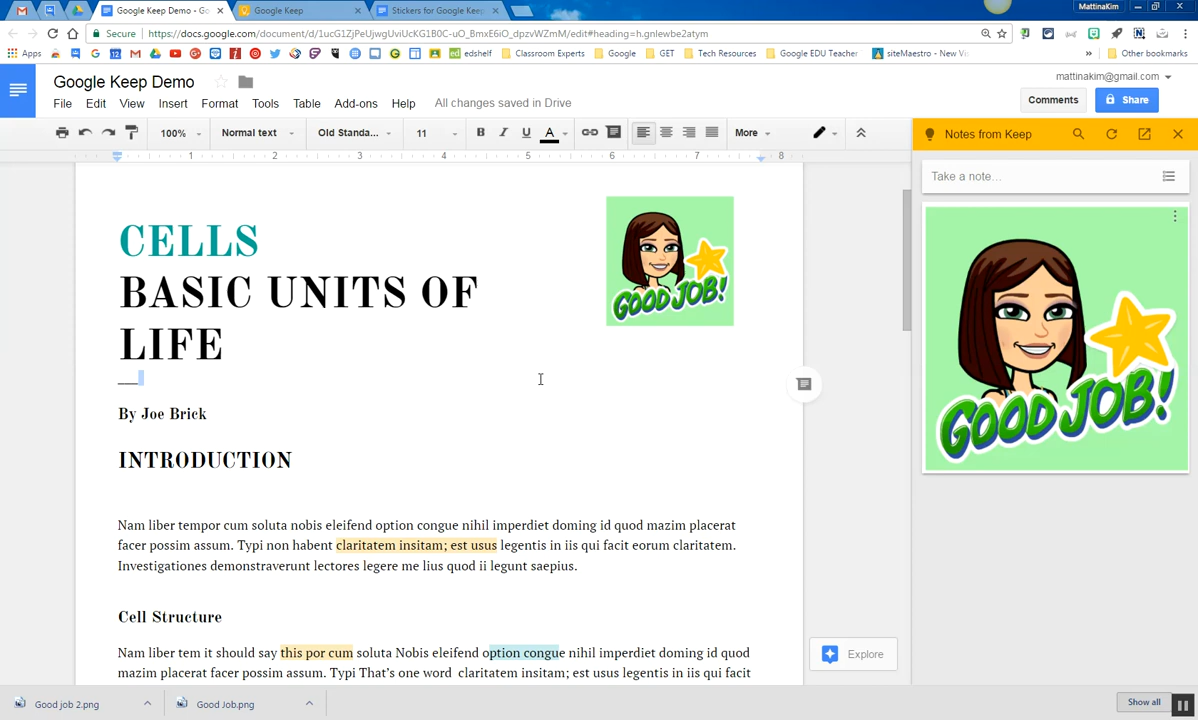 MattinaKim
Google Keep Demo - Go
Google Keep
Stickers for Google Keep
Secure https://docs.google.com/document/d/1ucG1ZjPeUjwgUviUcKG1B0C-uO_BmxE6iO_dpzvWZmM/edit#heading=h.gnlewbe2atym
Apps
edshelf
Classroom Experts
Google
GET
Tech Resources
Google EDU Teacher
siteMaestro - New Vi
»
Other bookmarks
Google Keep Demo
mattinakim@gmail.com
File Edit View Insert Format Tools Table Add-ons Help All changes saved in Drive
Comments
Share
100% Normal text Old Standa... 11 B I U A More
Notes from Keep
1 2 3 4 5 6 7 8
Take a note...
CELLS
BASIC UNITS OF
LIFE
GOOD JOB!
GOOD JOB!
By Joe Brick
INTRODUCTION
Nam liber tempor cum soluta nobis eleifend option congue nihil imperdiet doming id quod mazim placerat
facer possim assum. Typi non habent claritatem insitam; est usus legentis in iis qui facit eorum claritatem.
Investigationes demonstraverunt lectores legere me lius quod ii legunt saepius.
Cell Structure
Nam liber tem it should say this por cum soluta Nobis eleifend option congue nihil imperdiet doming id quod
mazim placerat facer possim assum. Typi That's one word claritatem insitam; est usus legentis in iis qui facit
Explore
Good job 2.png
Good Job.png
Show all